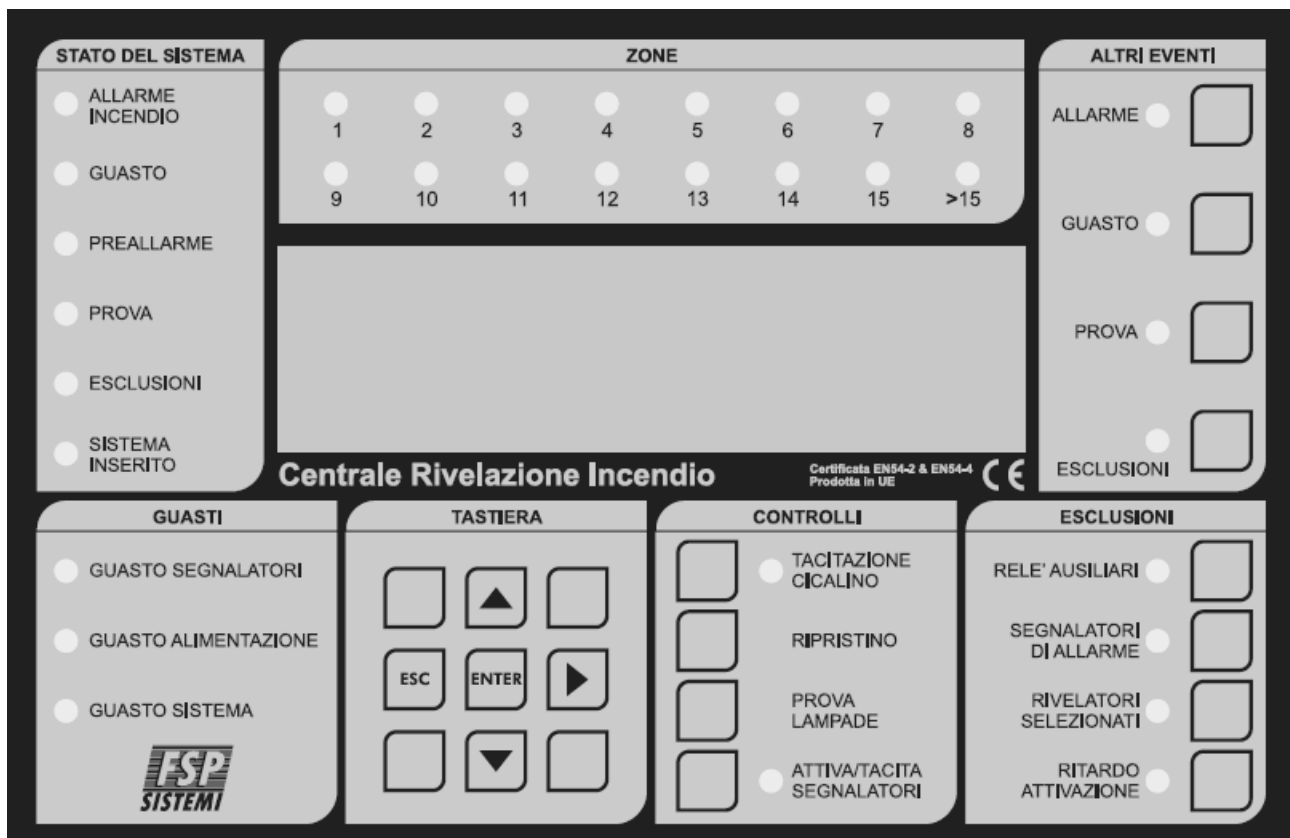 STATO DEL SISTEMA
ALLARME
INCENDIO
GUASTO
PREALLARME
PROVA
ESCLUSIONI
SISTEMA
INSERITO
ZONE
1 2 3 4 5 6 7 8
9 10 11 12 13 14 15 >15
ALTRI EVENTI
ALLARME
GUASTO
PROVA
ESCLUSIONI
Centrale Rivelazione Incendio
Certificata EN54-2 & EN54-4
Prodotta in UE
CE
GUASTI
GUASTO SEGNALATORI
GUASTO ALIMENTAZIONE
GUASTO SISTEMA
FSP
SISTEMI
TASTIERA
ESC ENTER
CONTROLLI
TACITAZIONE
CICALINO
RIPRISTINO
PROVA
LAMPADE
ATTIVA/TACITA
SEGNALATORI
ESCLUSIONI
RELE' AUSILIARI
SEGNALATORI
DI ALLARME
RIVELATORI
SELEZIONATI
RITARDO
ATTIVAZIONE